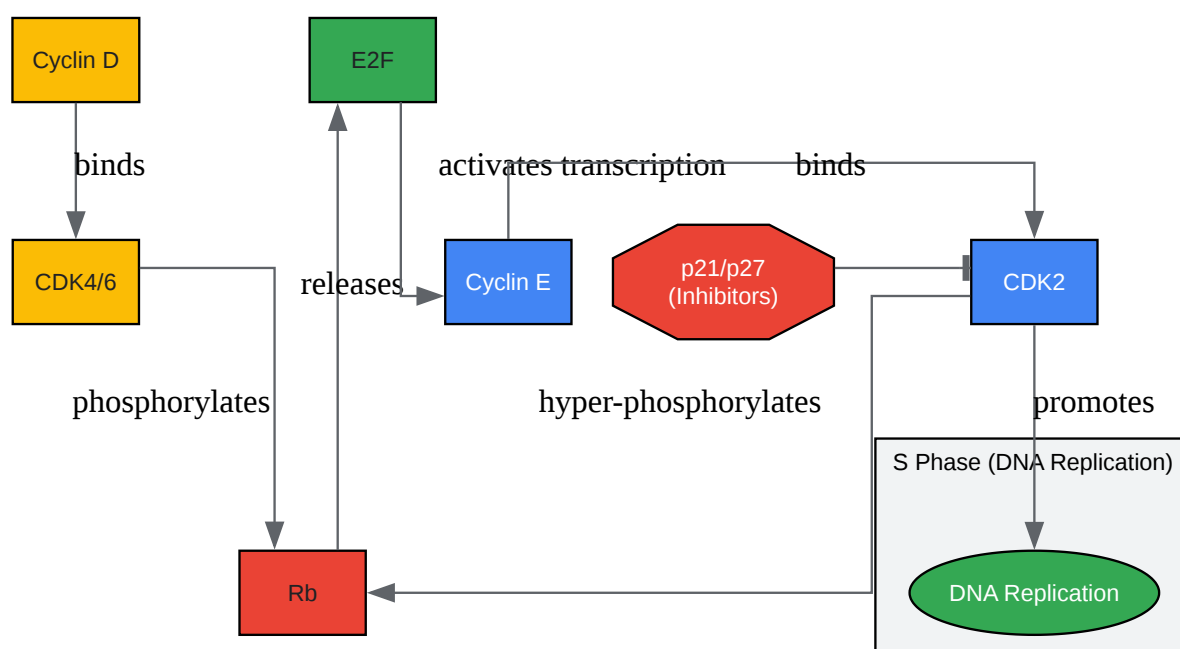 Cyclin D
E2F
binds
activates transcription
binds
CDK4/6
releases
Cyclin E
p21/p27
(Inhibitors)
CDK2
phosphorylates
hyper-phosphorylates
promotes
S Phase (DNA Replication)
Rb
DNA Replication